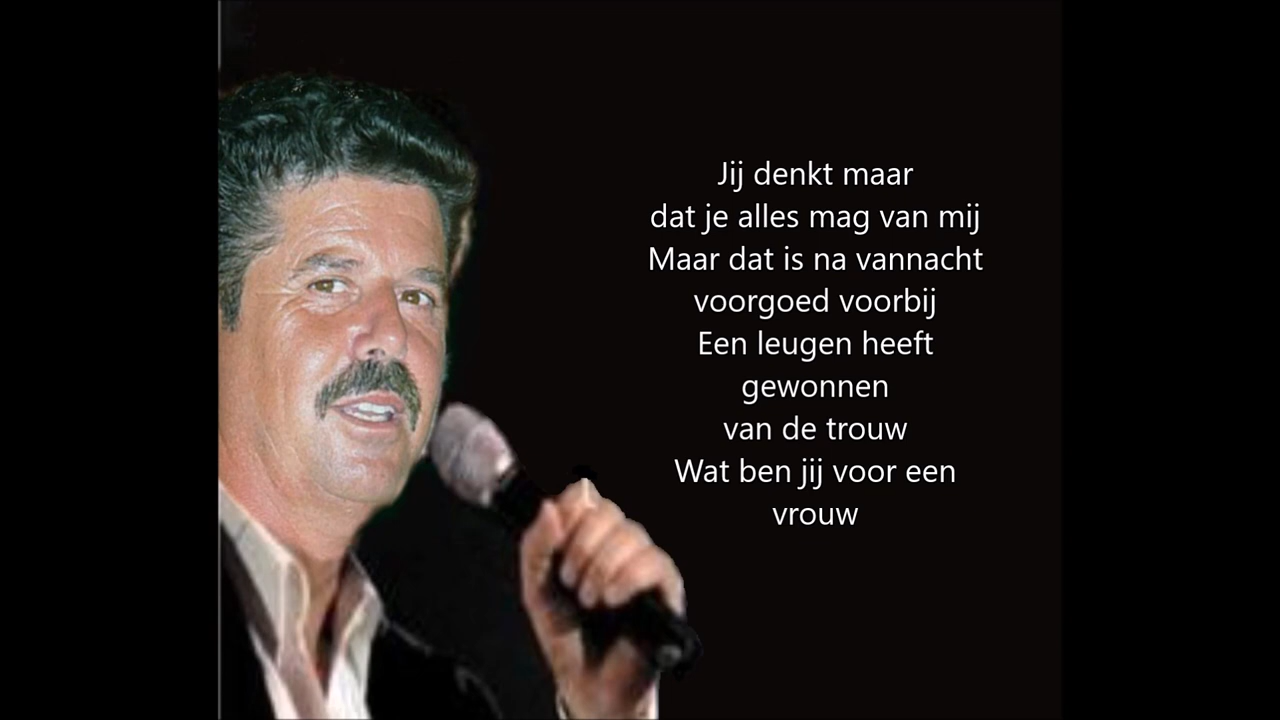 Jij denkt maar
dat je alles mag van mij
Maar dat is na vannacht
voorgoed voorbij
Een leugen heeft
gewonnen
van de trouw
Wat ben jij voor een
vrouw